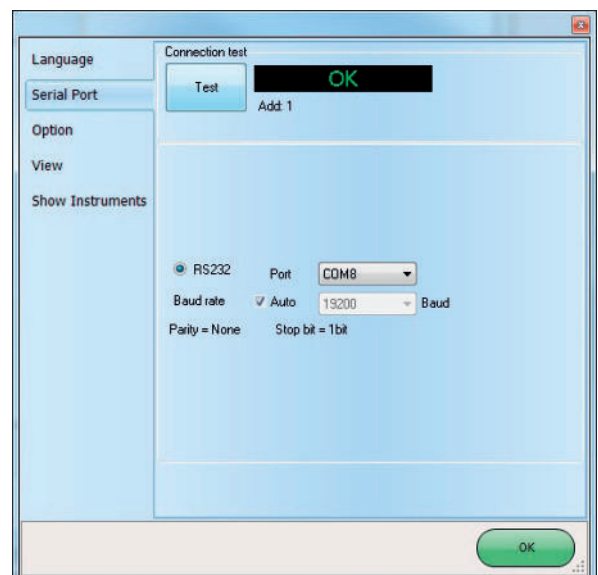 Language
Serial Port
Option
View
Show Instruments
Connection test
Test
OK
Add: 1
RS232 Port COM8
Baud rate Auto 19200 Baud
Parity = None Stop bit = 1bit
OK